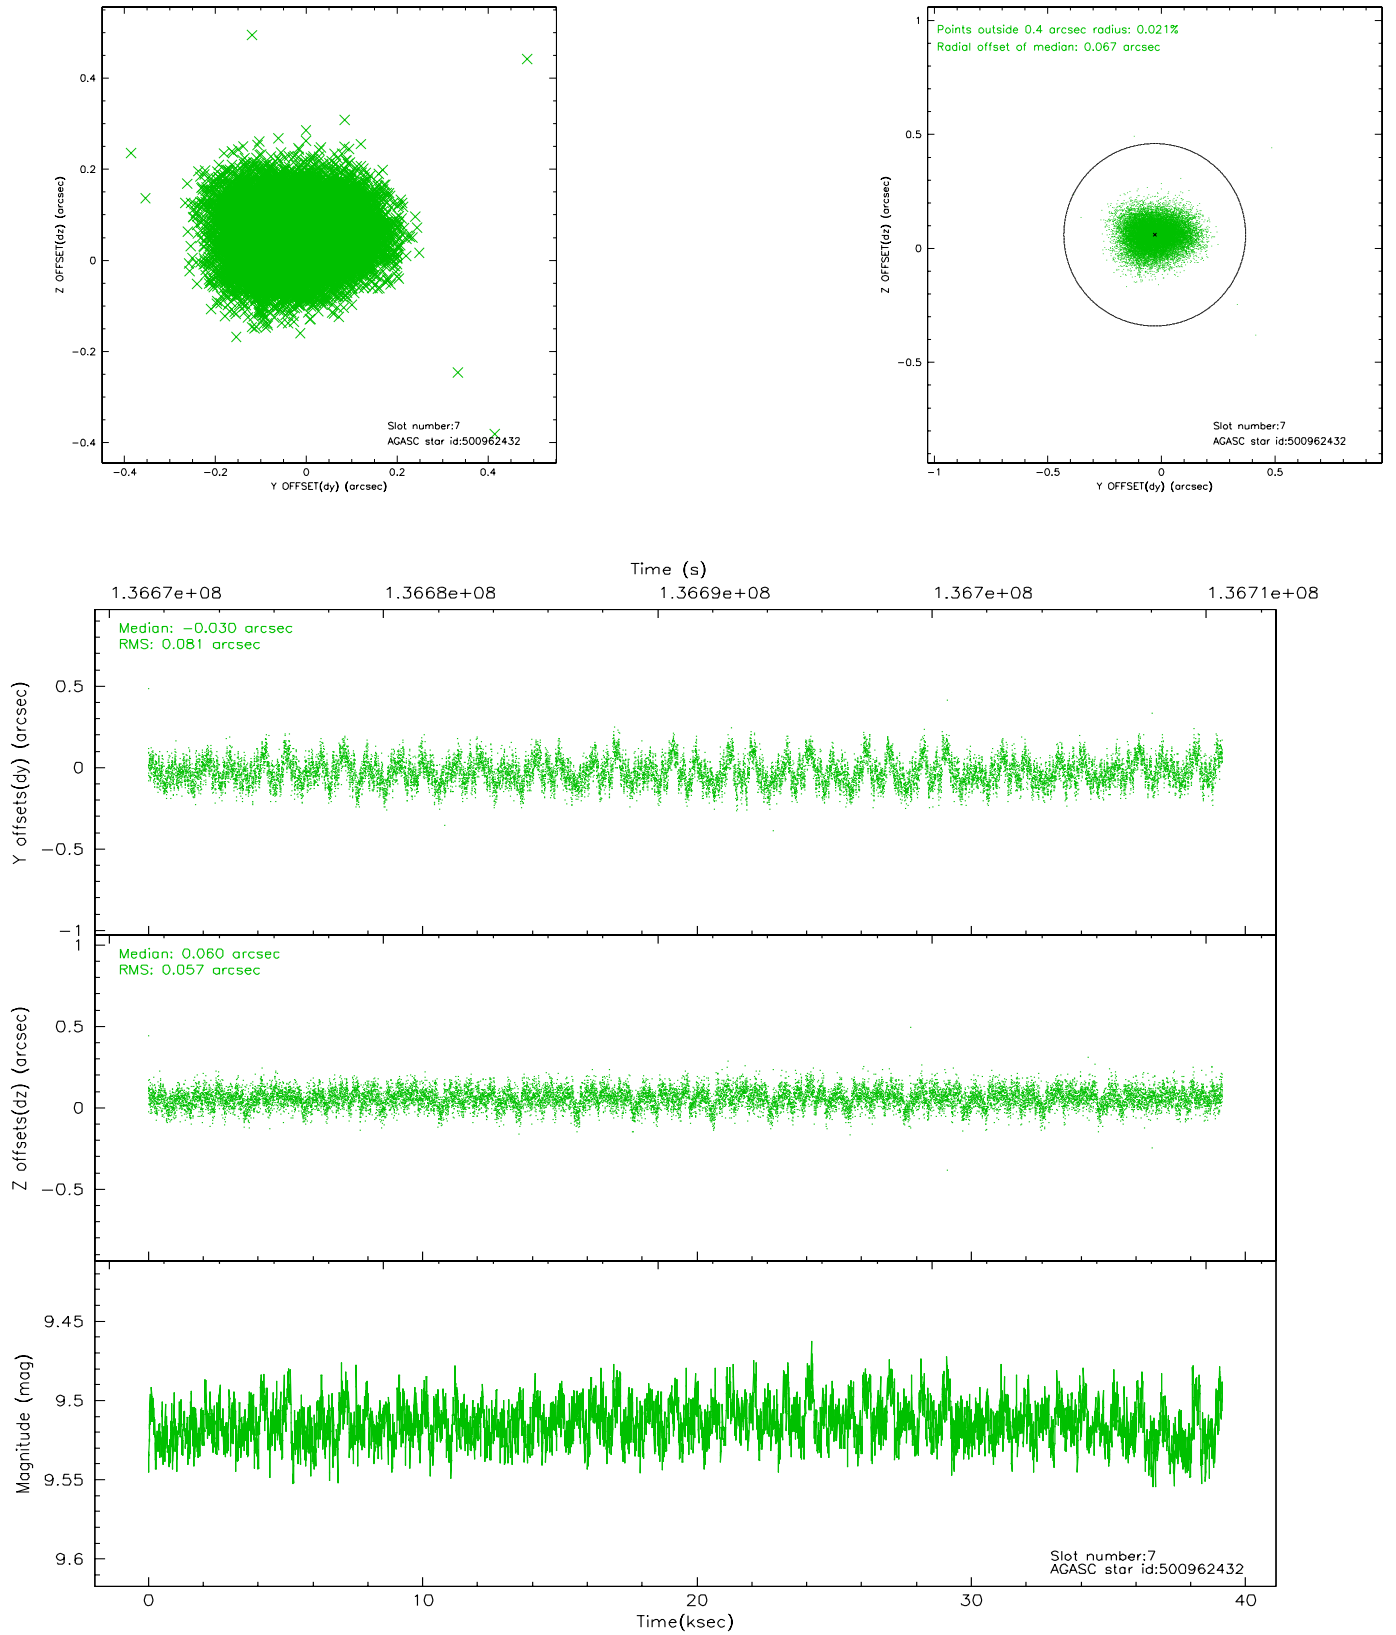 0.4
0.2
0
−0.2
−0.4
Z OFFSET(dz) (arcsec)
Slot number:7
AGASC star id:500962432
−0.4 −0.2 0 0.2 0.4
Y OFFSET(dy) (arcsec)
Points outside 0.4 arcsec radius: 0.021%
Radial offset of median: 0.067 arcsec
1
0.5
0
−0.5
Z OFFSET(dz) (arcsec)
Slot number:7
AGASC star id:500962432
−1 −0.5 0 0.5
Y OFFSET(dy) (arcsec)
Time (s)
1.3667e+08 1.3668e+08 1.3669e+08 1.367e+08 1.3671e+08
Median: −0.030 arcsec
RMS: 0.081 arcsec
0.5
0
−0.5
−1
Y offsets(dy) (arcsec)
Median: 0.060 arcsec
RMS: 0.057 arcsec
1
0.5
0
−0.5
Z offsets(dz) (arcsec)
9.45
9.5
9.55
9.6
Magnitude (mag)
Slot number:7
AGASC star id:500962432
0 10 20 30 40
Time(ksec)